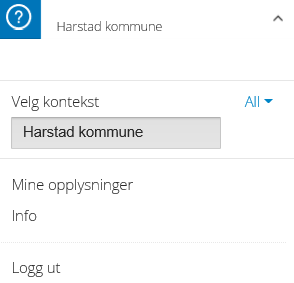 Harstad kommune
Velg kontekst All
Harstad kommune
Mine opplysninger
Info
Logg ut